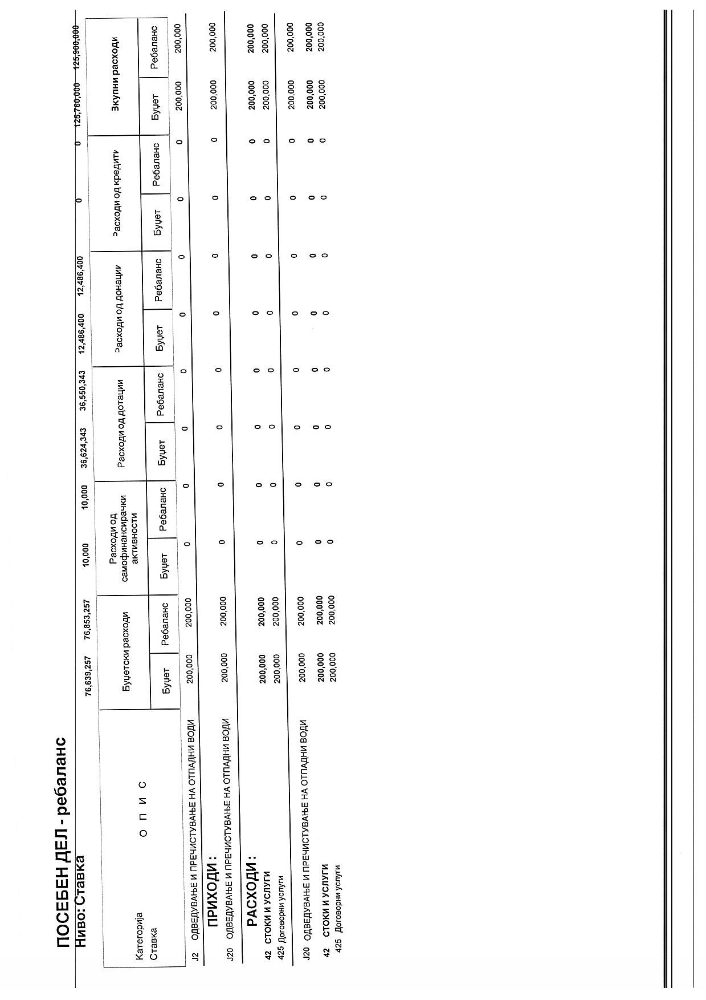 ПОСЕБЕН ДЕЛ - ребаланс
Ниво: Ставка
76,639,257 76,853,257 10,000 10,000 36,624,343 36,550,343 12,486,400 12,486,400 0 0 125,760,000 125,900,000
Категорија
Ставка
О П И С
Буџетски расходи
Расходи од
самофинансирачки
активности
Расходи од дотации
Расходи од донации
Расходи од кредити
Вкупни расходи
Буџет Ребаланс Буџет Ребаланс Буџет Ребаланс Буџет Ребаланс Буџет Ребаланс Буџет Ребаланс
J2 ОДВЕДУВАЊЕ И ПРЕЧИСТУВАЊЕ НА ОТПАДНИ ВОДИ 200,000 200,000 0 0 0 0 0 0 0 0 200,000 200,000
ПРИХОДИ :
J20 ОДВЕДУВАЊЕ И ПРЕЧИСТУВАЊЕ НА ОТПАДНИ ВОДИ 200,000 200,000 0 0 0 0 0 0 0 0 200,000 200,000
РАСХОДИ :
42 СТОКИ И УСЛУГИ 200,000 200,000 0 0 0 0 0 0 0 0 200,000 200,000
425 Договорни услуги 200,000 200,000 0 0 0 0 0 0 0 0 200,000 200,000
J20 ОДВЕДУВАЊЕ И ПРЕЧИСТУВАЊЕ НА ОТПАДНИ ВОДИ 200,000 200,000 0 0 0 0 0 0 0 0 200,000 200,000
42 СТОКИ И УСЛУГИ 200,000 200,000 0 0 0 0 0 0 0 0 200,000 200,000
425 Договорни услуги 200,000 200,000 0 0 0 0 0 0 0 0 200,000 200,000